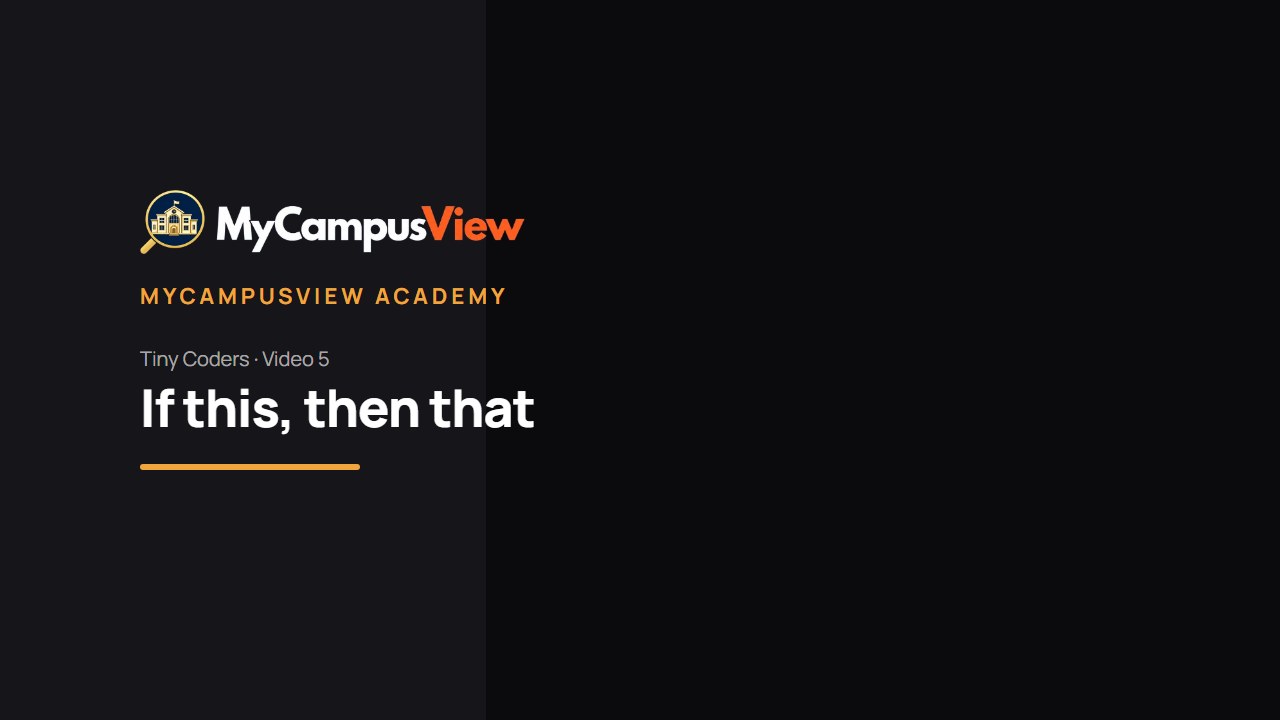 MyCampusView
MYCAMPUSVIEW ACADEMY
Tiny Coders · Video 5
If this, then that